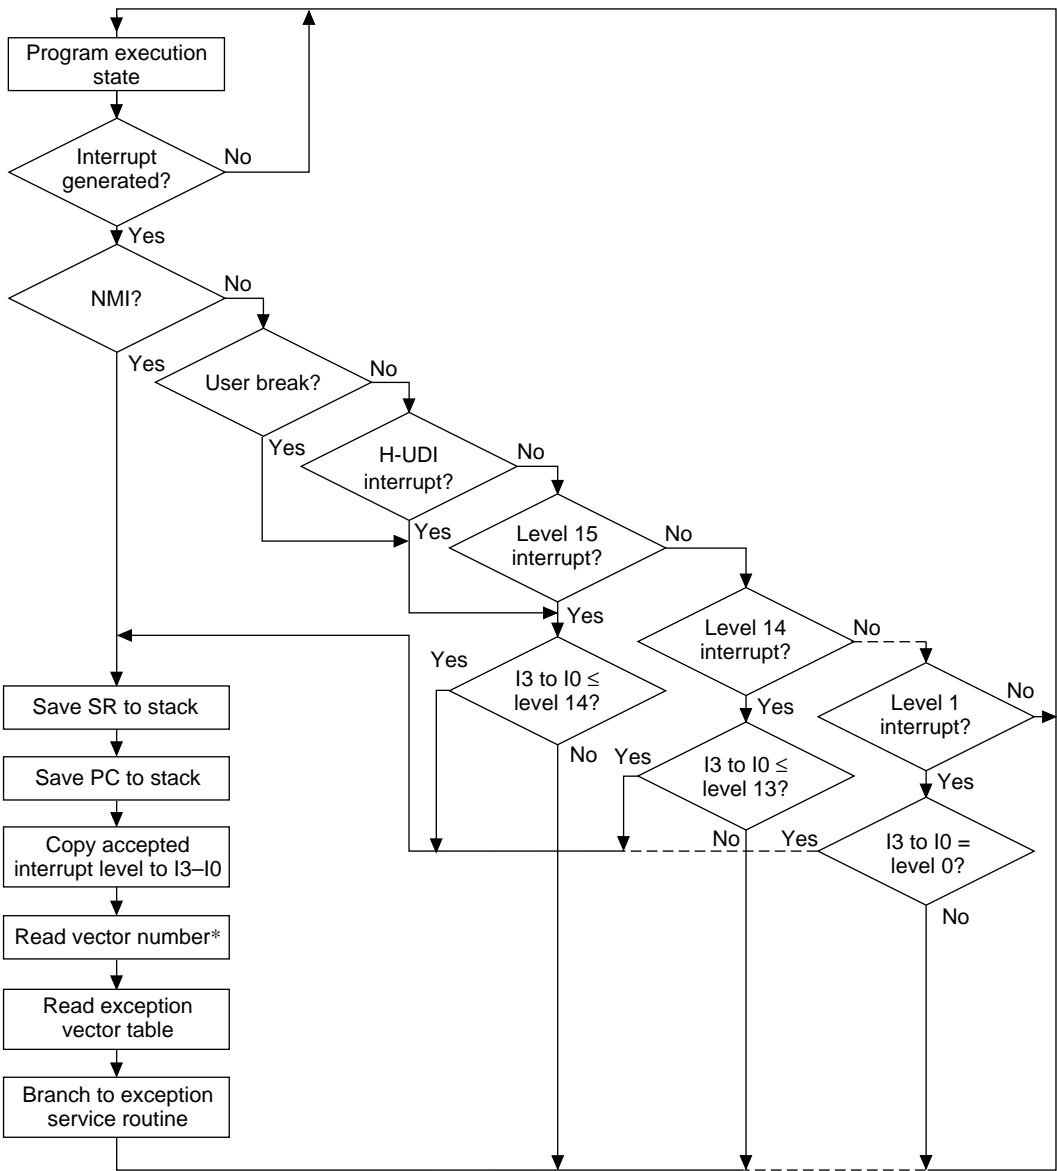 Program execution
state
Interrupt
generated?
No
Yes
NMI?
No
Yes
User break?
No
Yes
H-UDI
interrupt?
No
Yes
Level 15
interrupt?
No
Yes
Level 14
interrupt?
No
Yes
Level 1
interrupt?
No
Yes
I3 to I0 ≤
level 14?
Yes
No
I3 to I0 ≤
level 13?
Yes
No
I3 to I0 =
level 0?
Yes
No
Save SR to stack
Save PC to stack
Copy accepted
interrupt level to I3–I0
Read vector number*
Read exception
vector table
Branch to exception
service routine